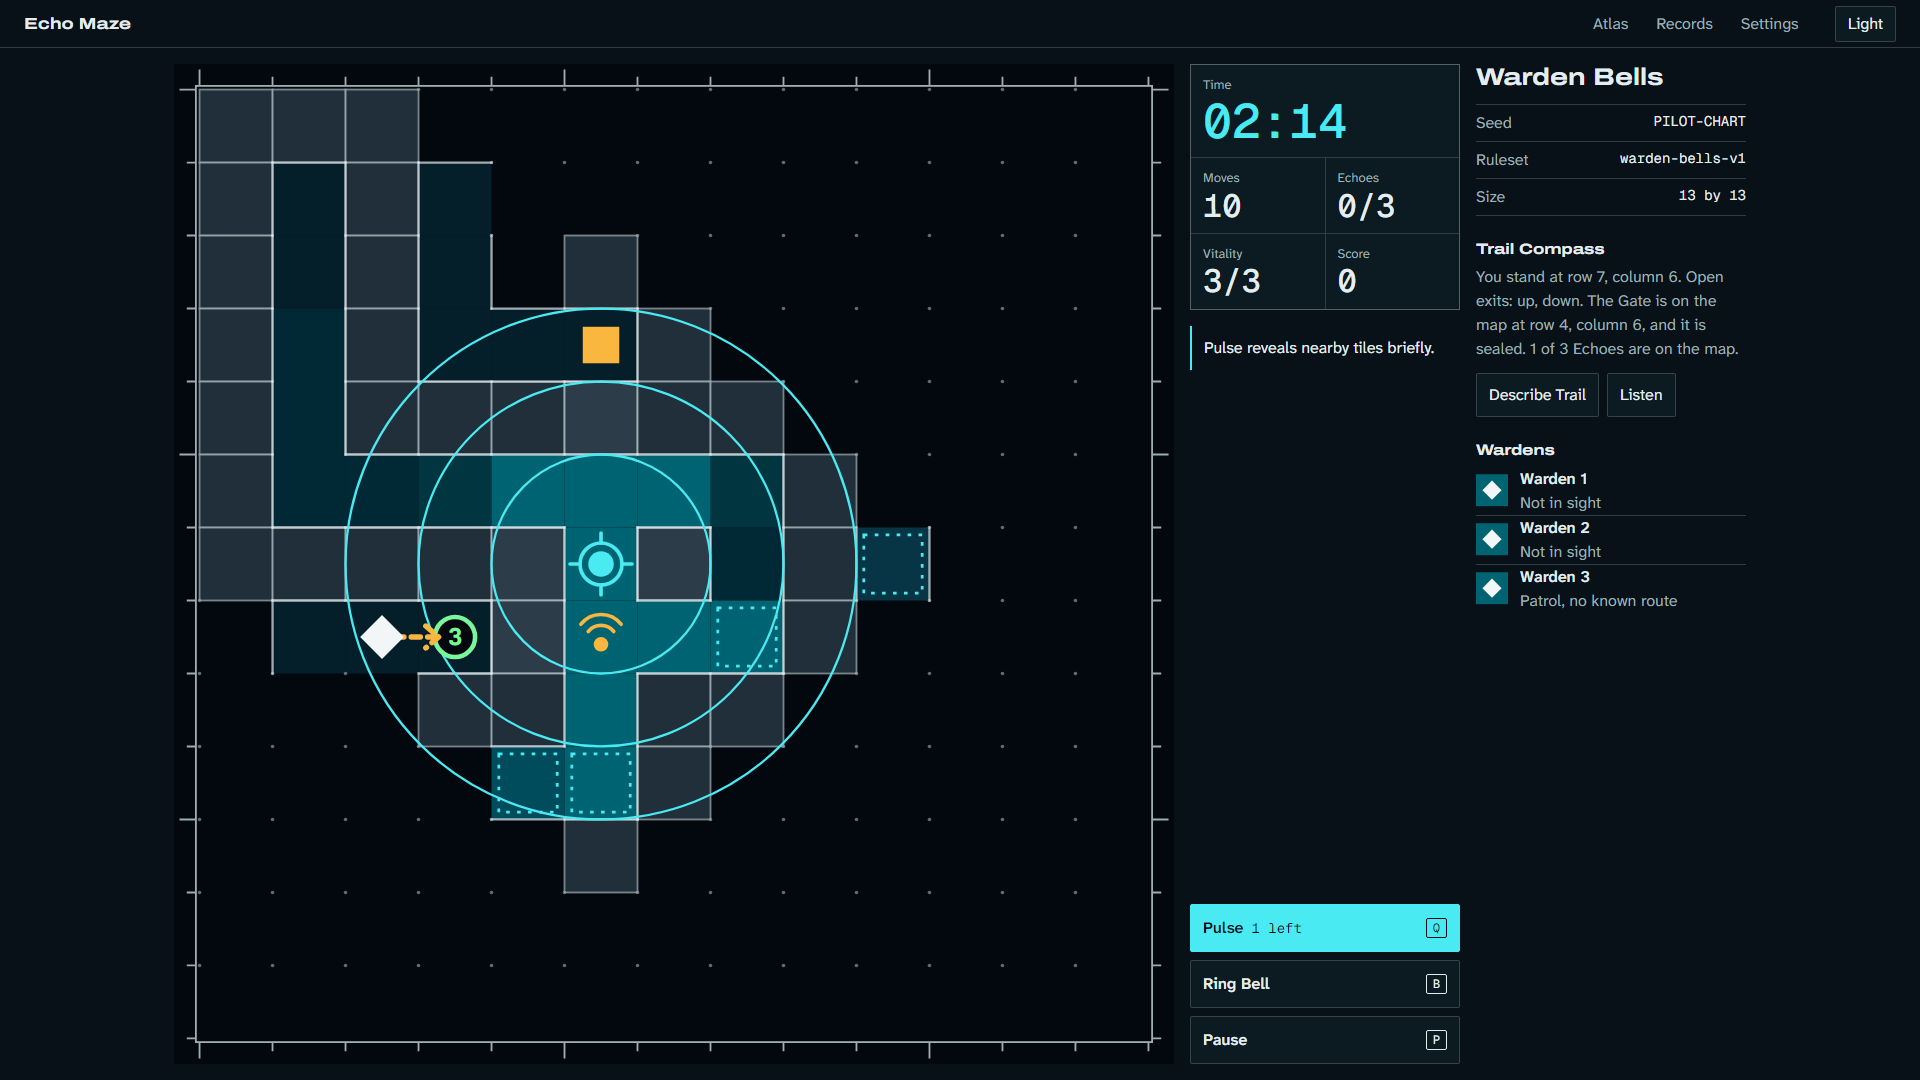 Echo Maze
Atlas
Records
Settings
Light
3
Time
02:14
Moves
10
Echoes
0/3
Vitality
3/3
Score
0
Pulse reveals nearby tiles briefly.
Pulse 1 left
Q
Ring Bell
B
Pause
P
Warden Bells
Seed
PILOT-CHART
Ruleset
warden-bells-v1
Size
13 by 13
Trail Compass
You stand at row 7, column 6. Open
exits: up, down. The Gate is on the
map at row 4, column 6, and it is
sealed. 1 of 3 Echoes are on the map.
Describe Trail
Listen
Wardens
Warden 1
Not in sight
Warden 2
Not in sight
Warden 3
Patrol, no known route